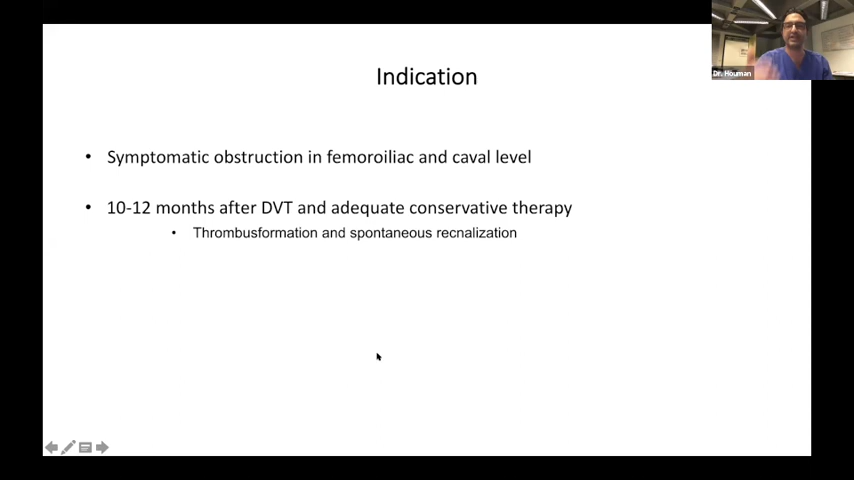 Indication
• Symptomatic obstruction in femoroiliac and caval level
• 10-12 months after DVT and adequate conservative therapy
• Thrombusformation and spontaneous recnalization
Dr. Houman